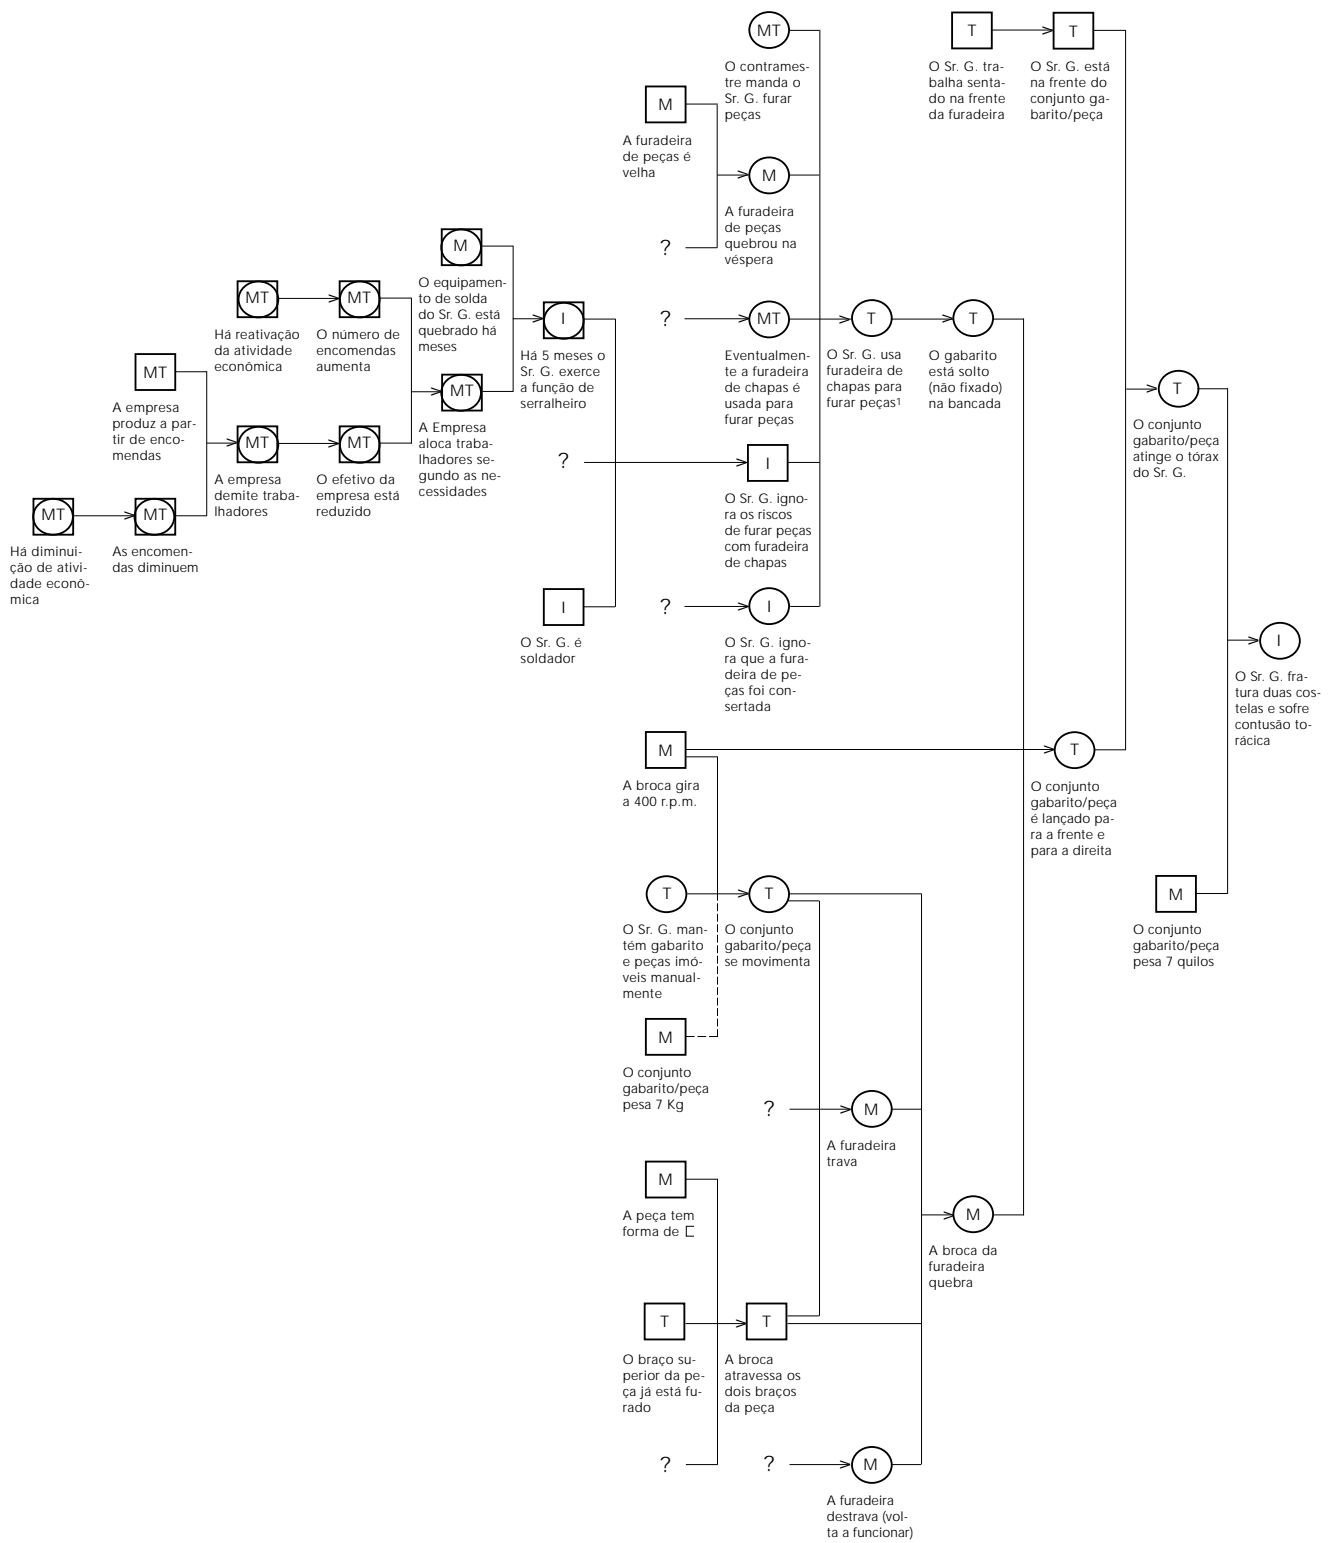 MT
O contrames-
tre manda o
Sr. G. furar
peças
T
O Sr. G. tra-
balha senta-
do na frente
da furadeira
T
O Sr. G. está
na frente do
conjunto ga-
barito/peça
M
A furadeira
de peças é
velha
M
A furadeira
de peças
quebrou na
véspera
?
M
O equipamen-
to de solda
do Sr. G. está
quebrado há
meses
MT
Há reativação
da atividade
econômica
MT
O número de
encomendas
aumenta
I
Há 5 meses o
Sr. G. exerce
a função de
serralheiro
?
MT
Eventualmen-
te a furadeira
de chapas é
usada para
furar peças
T
O Sr. G. usa
furadeira de
chapas para
furar peças1
T
O gabarito
está solto
(não fixado)
na bancada
MT
A empresa
produz a par-
tir de enco-
mendas
MT
A Empresa
aloca traba-
lhadores se-
gundo as ne-
cessidades
T
O conjunto
gabarito/peça
atinge o tórax
do Sr. G.
MT
A empresa
demite traba-
lhadores
MT
O efetivo da
empresa está
reduzido
?
I
O Sr. G. igno-
ra os riscos
de furar peças
com furadeira
de chapas
MT
Há diminui-
ção de ativi-
dade econô-
mica
MT
As encomen-
das diminuem
I
O Sr. G. é
soldador
?
I
O Sr. G. igno-
ra que a fura-
deira de pe-
ças foi con-
sertada
I
O Sr. G. fra-
tura duas cos-
telas e sofre
contusão to-
rácica
M
A broca gira
a 400 r.p.m.
T
O conjunto
gabarito/peça
é lançado pa-
ra a frente e
para a direita
T
O Sr. G. man-
tém gabarito
e peças imó-
veis manual-
mente
T
O conjunto
gabarito/peça
se movimenta
M
O conjunto
gabarito/peça
pesa 7 quilos
M
O conjunto
gabarito/peça
pesa 7 Kg
?
M
A furadeira
trava
M
A peça tem
forma de
M
A broca da
furadeira
quebra
T
O braço su-
perior da pe-
ça já está fu-
rado
T
A broca
atravessa os
dois braços
da peça
?
?
M
A furadeira
destrava (vol-
ta a funcionar)